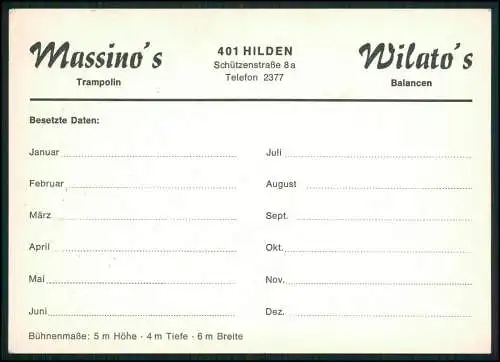 Massino's
Trampolin
401 HILDEN
Schützenstraße 8a
Telefon 2377
Wilato's
Balancen
Besetzte Daten:
Januar
Februar
März
April
Mai
Juni
Juli
August
Sept.
Okt.
Nov.
Dez.
Bühnenmaße: 5 m Höhe · 4 m Tiefe · 6 m Breite